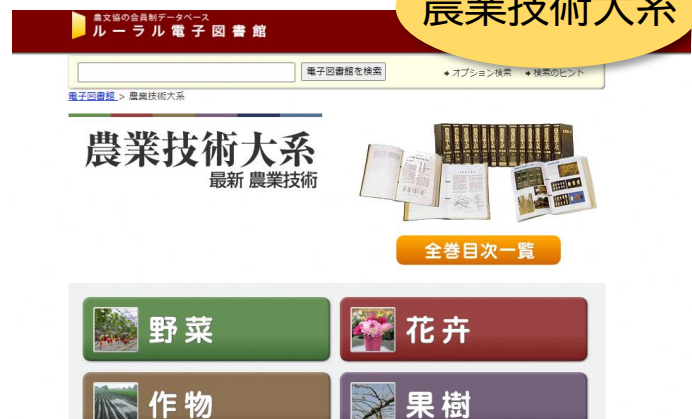 農業技術大系
農文協の会員制データベース
ルーラル電子図書館
電子図書館を検索
オプション検索
検索のヒント
電子図書館 > 農業技術大系
農業技術大系
最新 農業技術
全巻目次一覧
野菜
花卉
作物
果樹